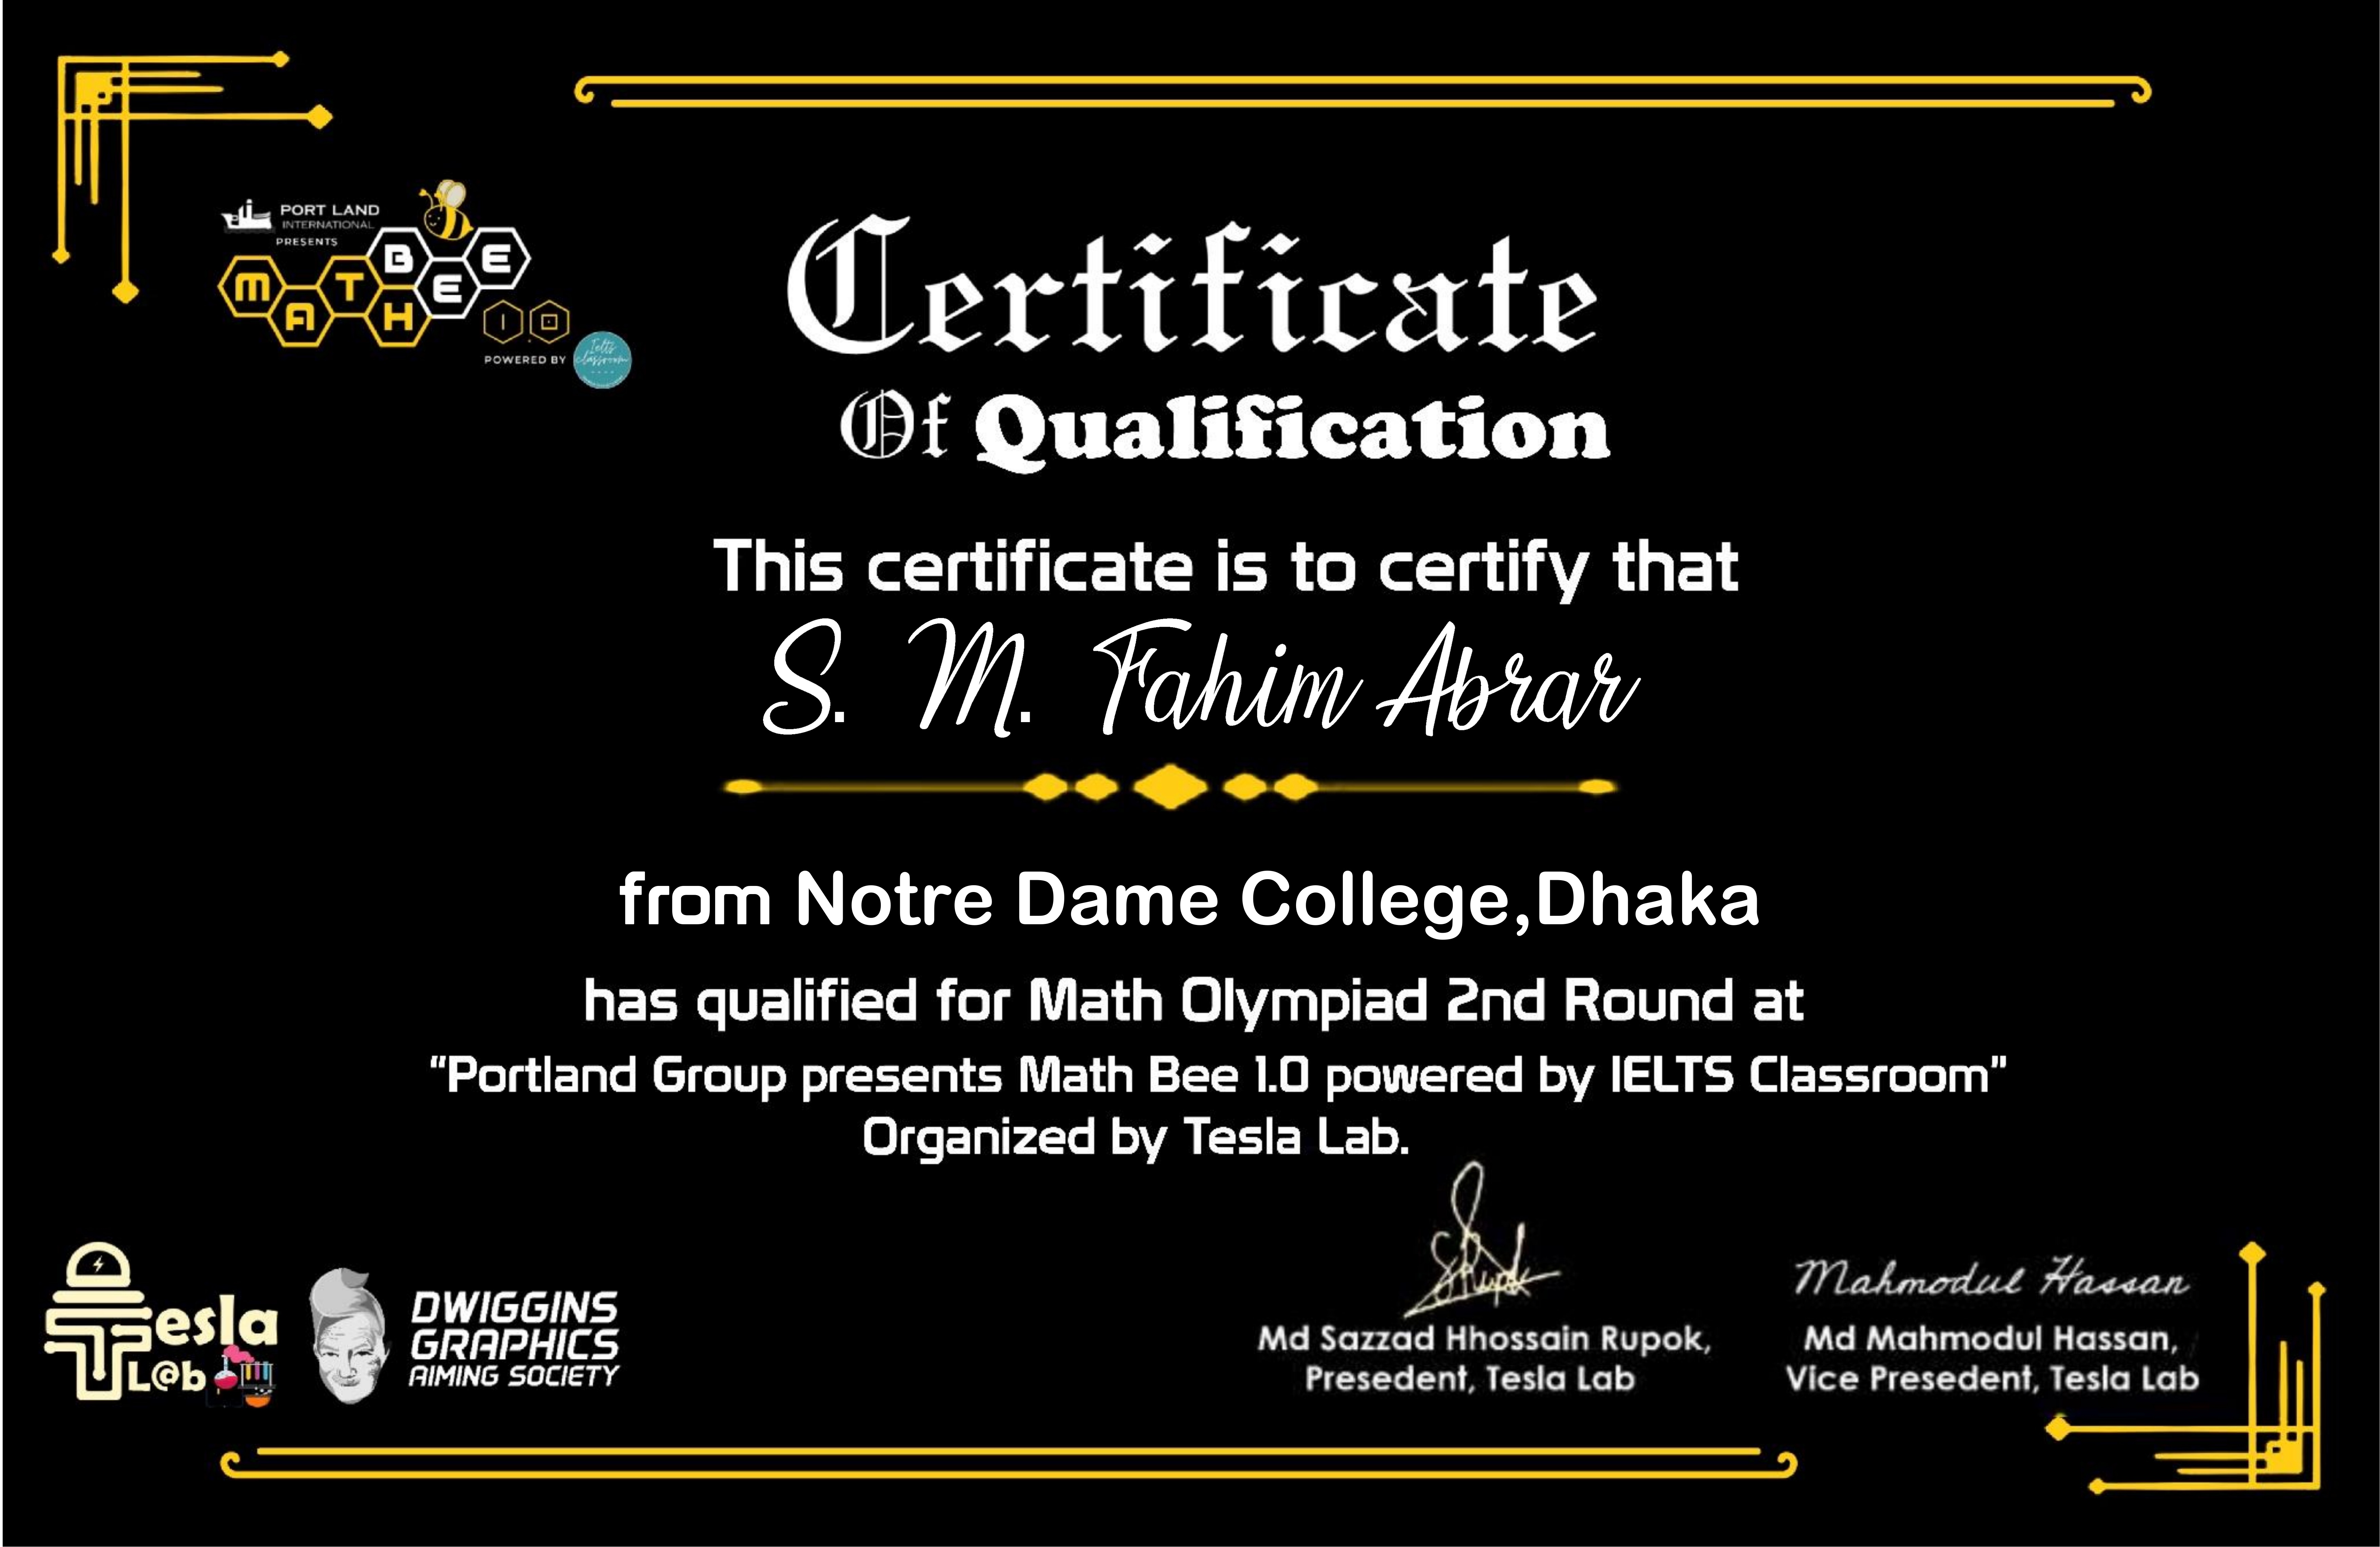 PORT LAND
INTERNATIONAL
PRESENTS
MATH BEE
1.0
POWERED BY
Ielts classroom
Certificate
Of Qualification
This certificate is to certify that
S. M. Fahim Abrar
from Notre Dame College,Dhaka
has qualified for Math Olympiad 2nd Round at
“Portland Group presents Math Bee 1.0 powered by IELTS Classroom”
Organized by Tesla Lab.
Tesla
L@b
DWIGGINS
GRAPHICS
AIMING SOCIETY
Md Sazzad Hhossain Rupok,
Presedent, Tesla Lab
Mahmodul Hassan
Md Mahmodul Hassan,
Vice Presedent, Tesla Lab